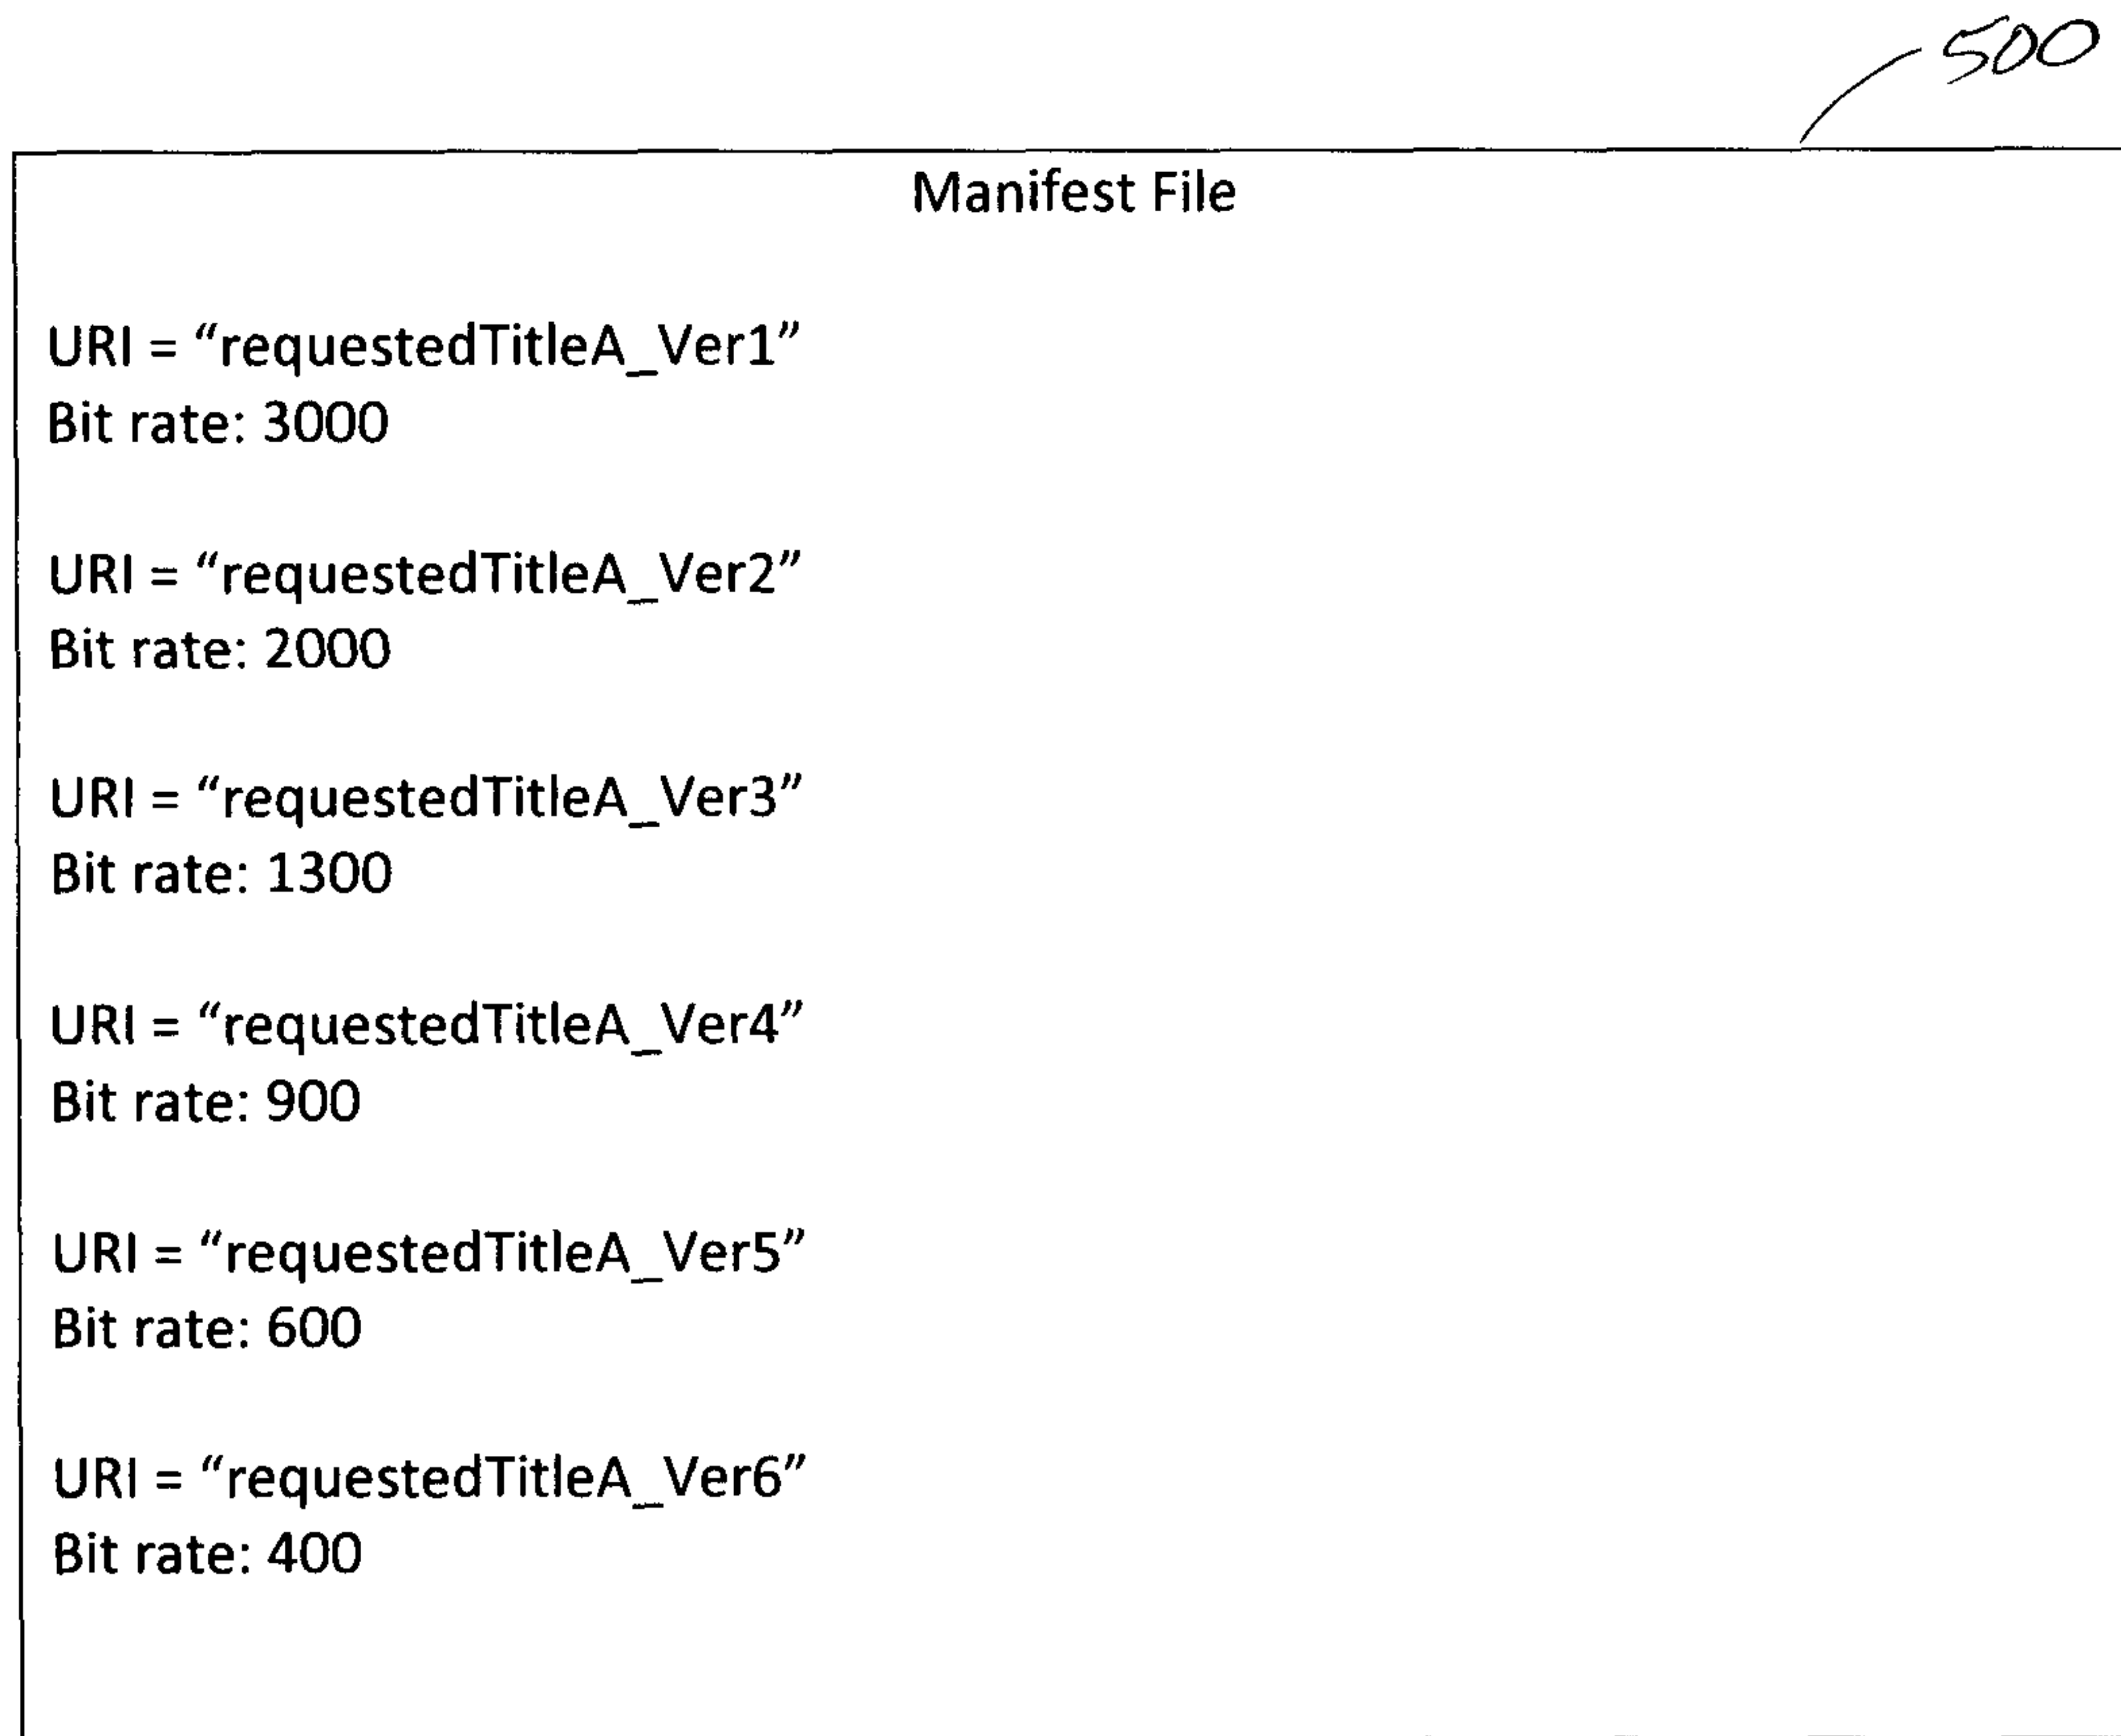 500
Manifest File
URI = “requestedTitleA_Ver1”
Bit rate: 3000
URI = “requestedTitleA_Ver2”
Bit rate: 2000
URI = “requestedTitleA_Ver3”
Bit rate: 1300
URI = “requestedTitleA_Ver4”
Bit rate: 900
URI = “requestedTitleA_Ver5”
Bit rate: 600
URI = “requestedTitleA_Ver6”
Bit rate: 400